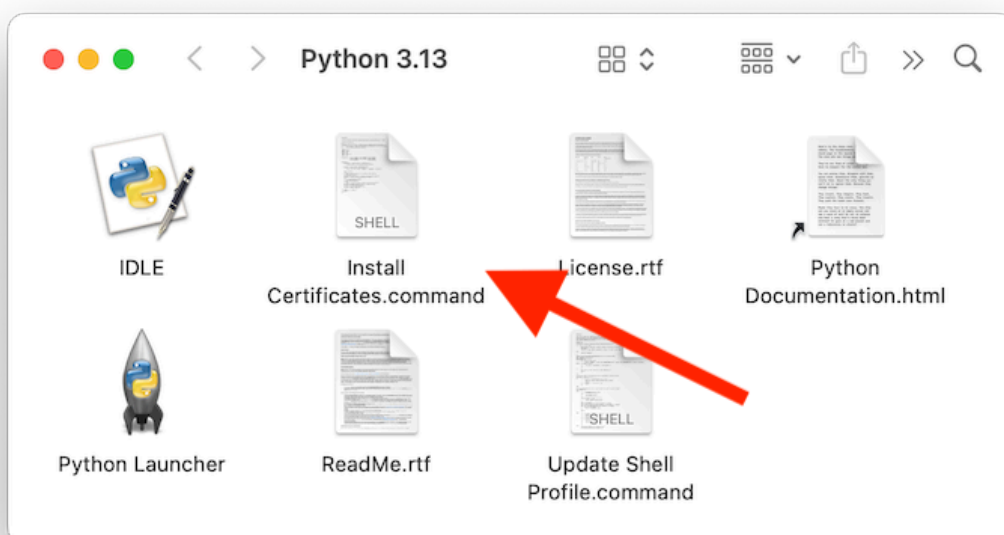 Python 3.13
SHELL
IDLE
Install
Certificates.command
License.rtf
Python
Documentation.html
SHELL
Python Launcher
ReadMe.rtf
Update Shell
Profile.command